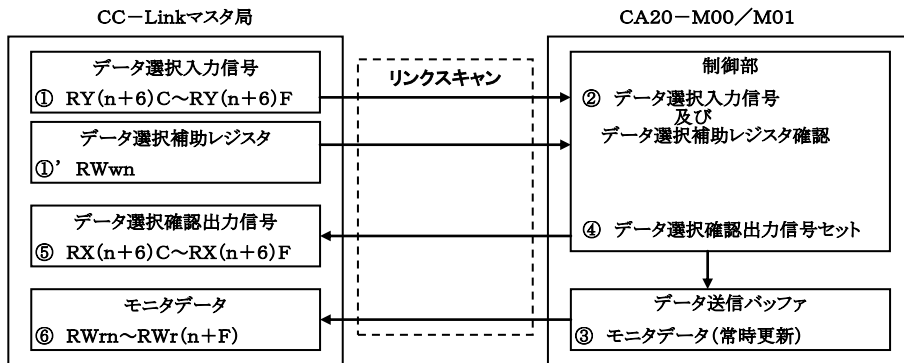 CC－Linkマスタ局
データ選択入力信号
① RY(n＋6)C～RY(n＋6)F
データ選択補助レジスタ
①’ RWwn
データ選択確認出力信号
⑤ RX(n＋6)C～RX(n＋6)F
モニタデータ
⑥ RWrn～RWr(n＋F)
リンクスキャン
CA20－M00／M01
制御部
② データ選択入力信号
及び
データ選択補助レジスタ確認
④ データ選択確認出力信号セット
データ送信バッファ
③ モニタデータ(常時更新)